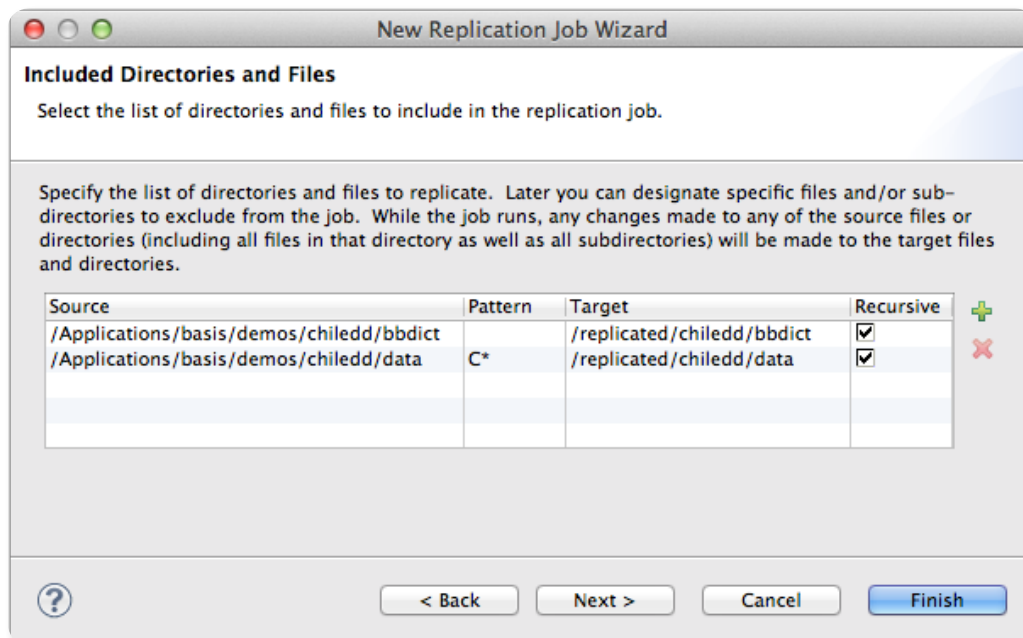 New Replication Job Wizard
Included Directories and Files
Select the list of directories and files to include in the replication job.
Specify the list of directories and files to replicate.  Later you can designate specific files and/or sub-
directories to exclude from the job.  While the job runs, any changes made to any of the source files or
directories (including all files in that directory as well as all subdirectories) will be made to the target files
and directories.
Source Pattern Target Recursive
/Applications/basis/demos/chiledd/bbdict /replicated/chiledd/bbdict
/Applications/basis/demos/chiledd/data C* /replicated/chiledd/data
? < Back Next > Cancel Finish